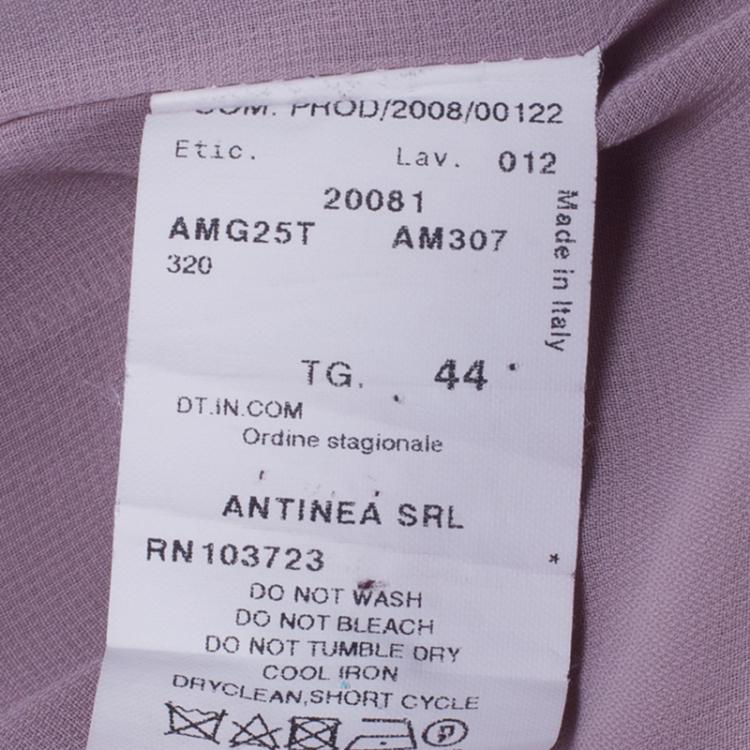 COM. PROD/2008/00122
Etic. Lav. 012
20081
AMG25T AM307
320
Made in Italy
TG. 44
DT.IN.COM
Ordine stagionale
ANTINEA SRL
RN103723 *
DO NOT WASH
DO NOT BLEACH
DO NOT TUMBLE DRY
COOL IRON
DRYCLEAN,SHORT CYCLE
P